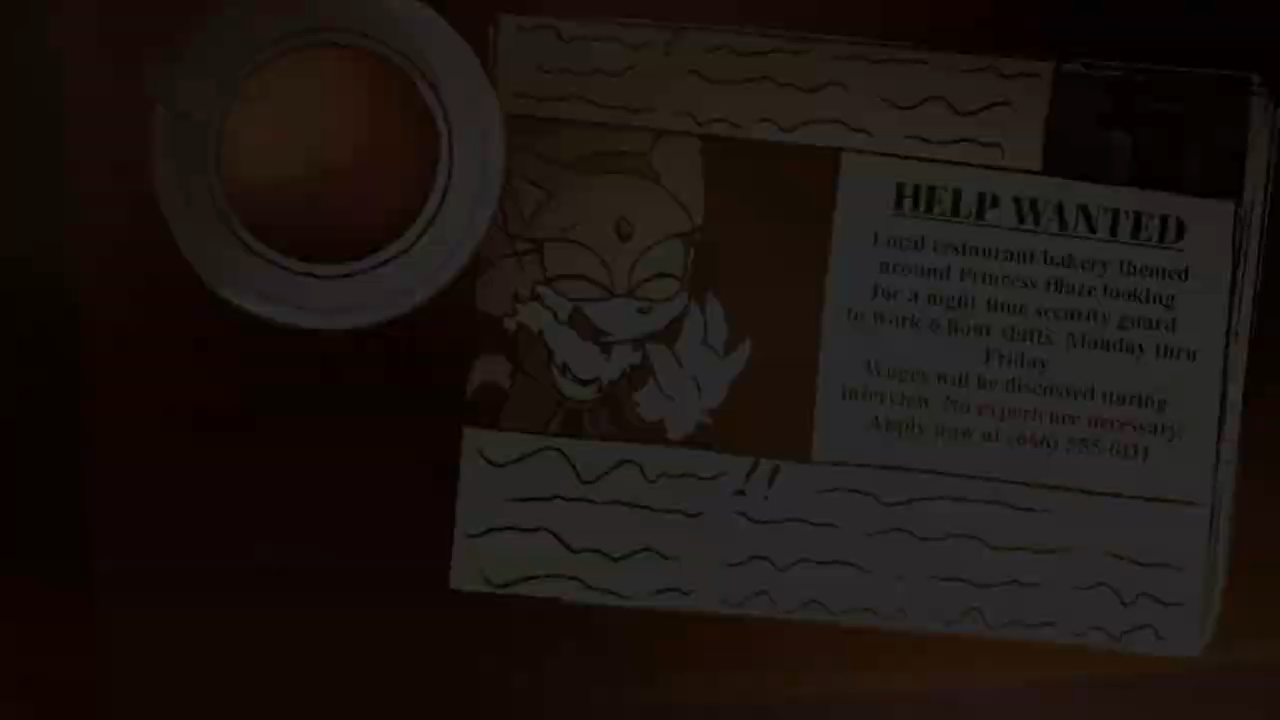 HELP WANTED
Local restaurant bakery themed
around Princess Blaze looking
for a night time security guard
to work 6 hour shifts. Monday thru
Friday
Wages will be discussed during
interview. No experience necessary.
Apply now at
!!